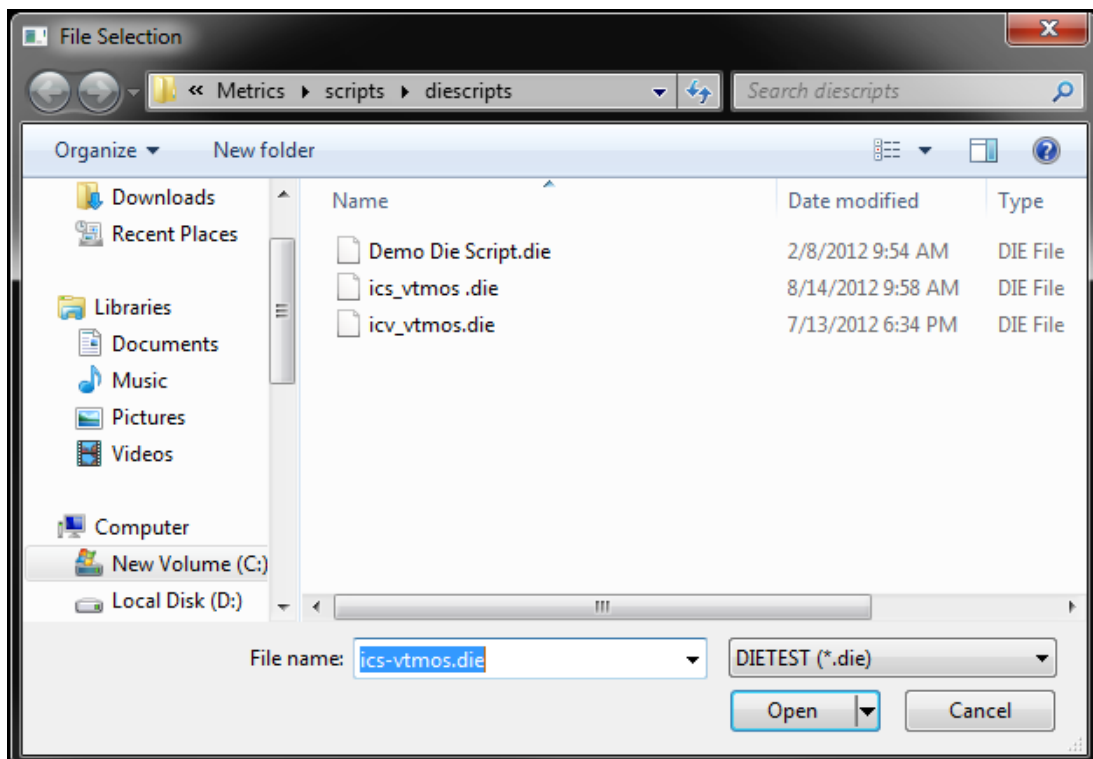 File Selection
« Metrics ▸ scripts ▸ diescripts
Search diescripts
Organize ▾ New folder
Downloads
Recent Places
Libraries
Documents
Music
Pictures
Videos
Computer
New Volume (C:)
Local Disk (D:)
Name Date modified Type
Demo Die Script.die 2/8/2012 9:54 AM DIE File
ics_vtmos .die 8/14/2012 9:58 AM DIE File
icv_vtmos.die 7/13/2012 6:34 PM DIE File
File name: ics-vtmos.die DIETEST (*.die)
Open Cancel